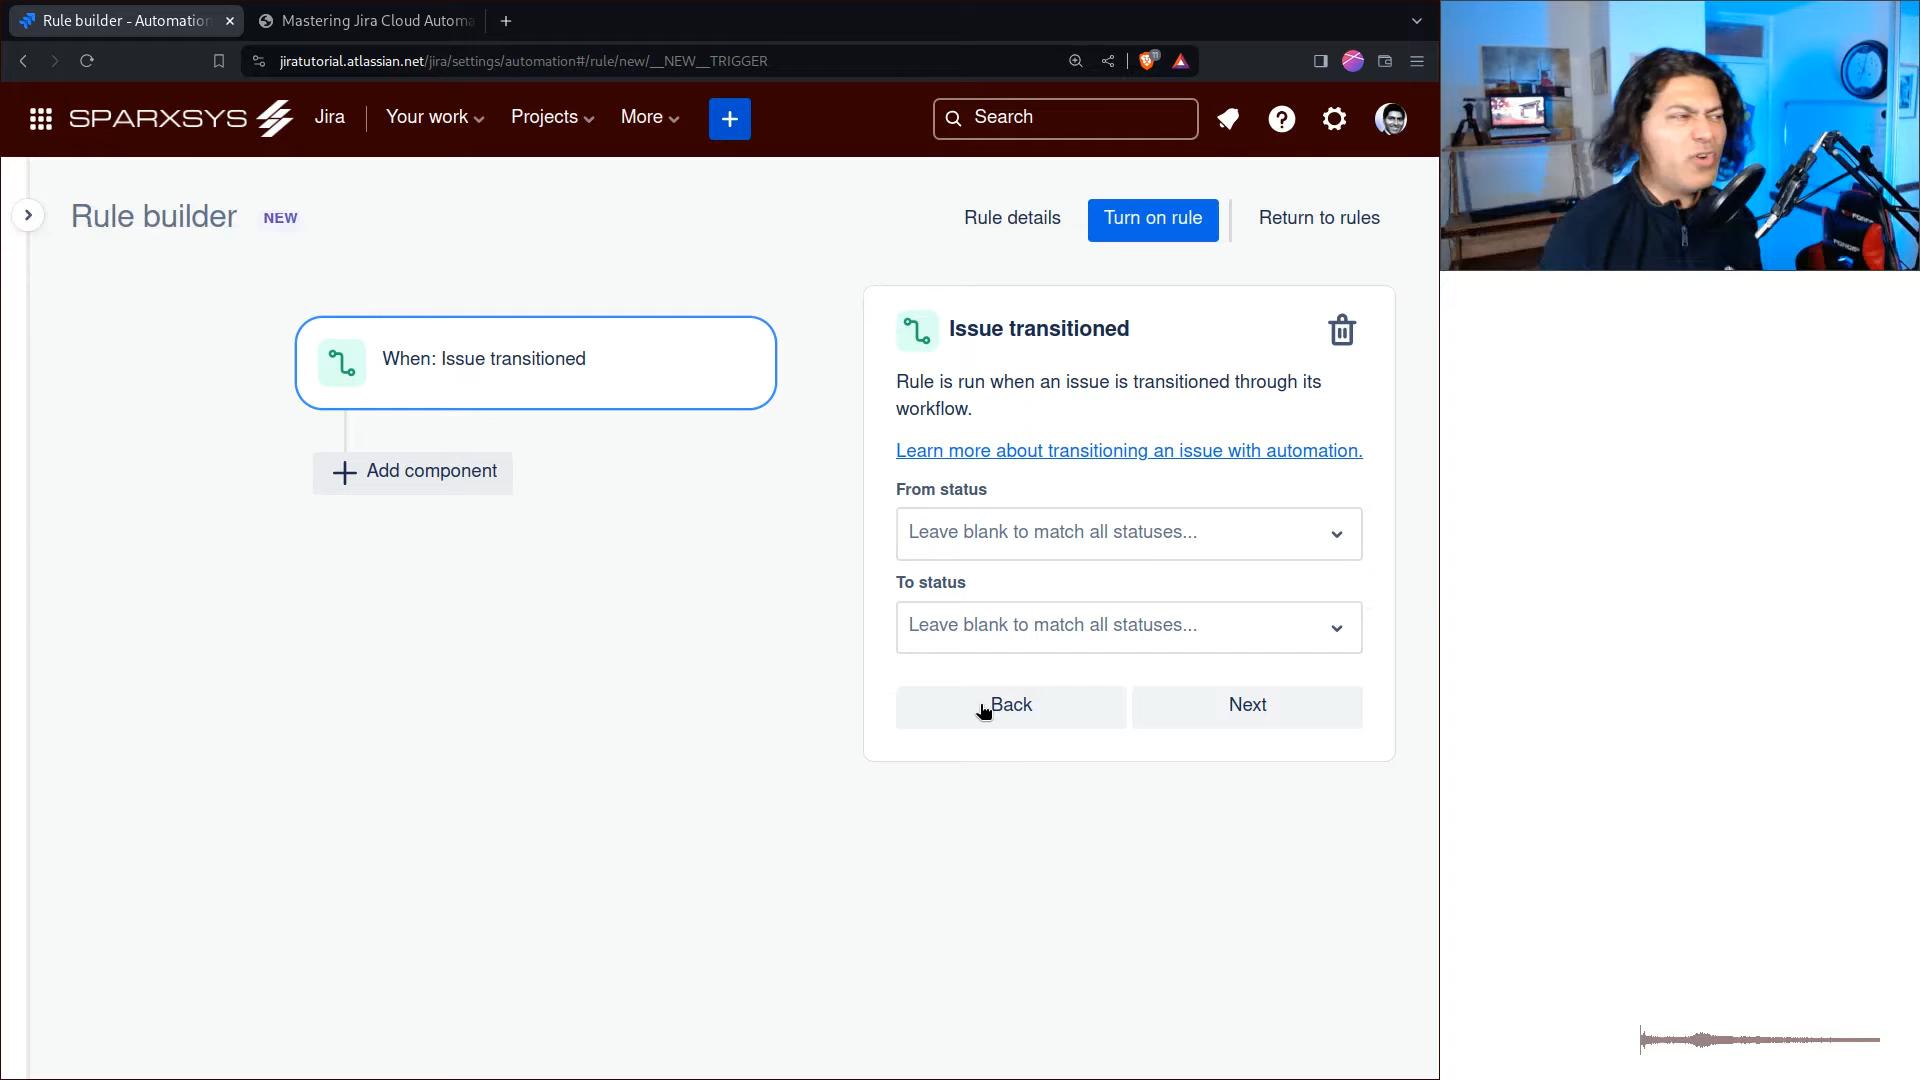 Rule builder - Automation
Mastering Jira Cloud Automa
jiratutorial.atlassian.net/jira/settings/automation#/rule/new/__NEW__TRIGGER
SPARXSYS
Jira
Your work
Projects
More
Search
Rule builder
NEW
Rule details
Turn on rule
Return to rules
When: Issue transitioned
Add component
Issue transitioned
Rule is run when an issue is transitioned through its
workflow.
Learn more about transitioning an issue with automation.
From status
Leave blank to match all statuses...
To status
Leave blank to match all statuses...
Back
Next